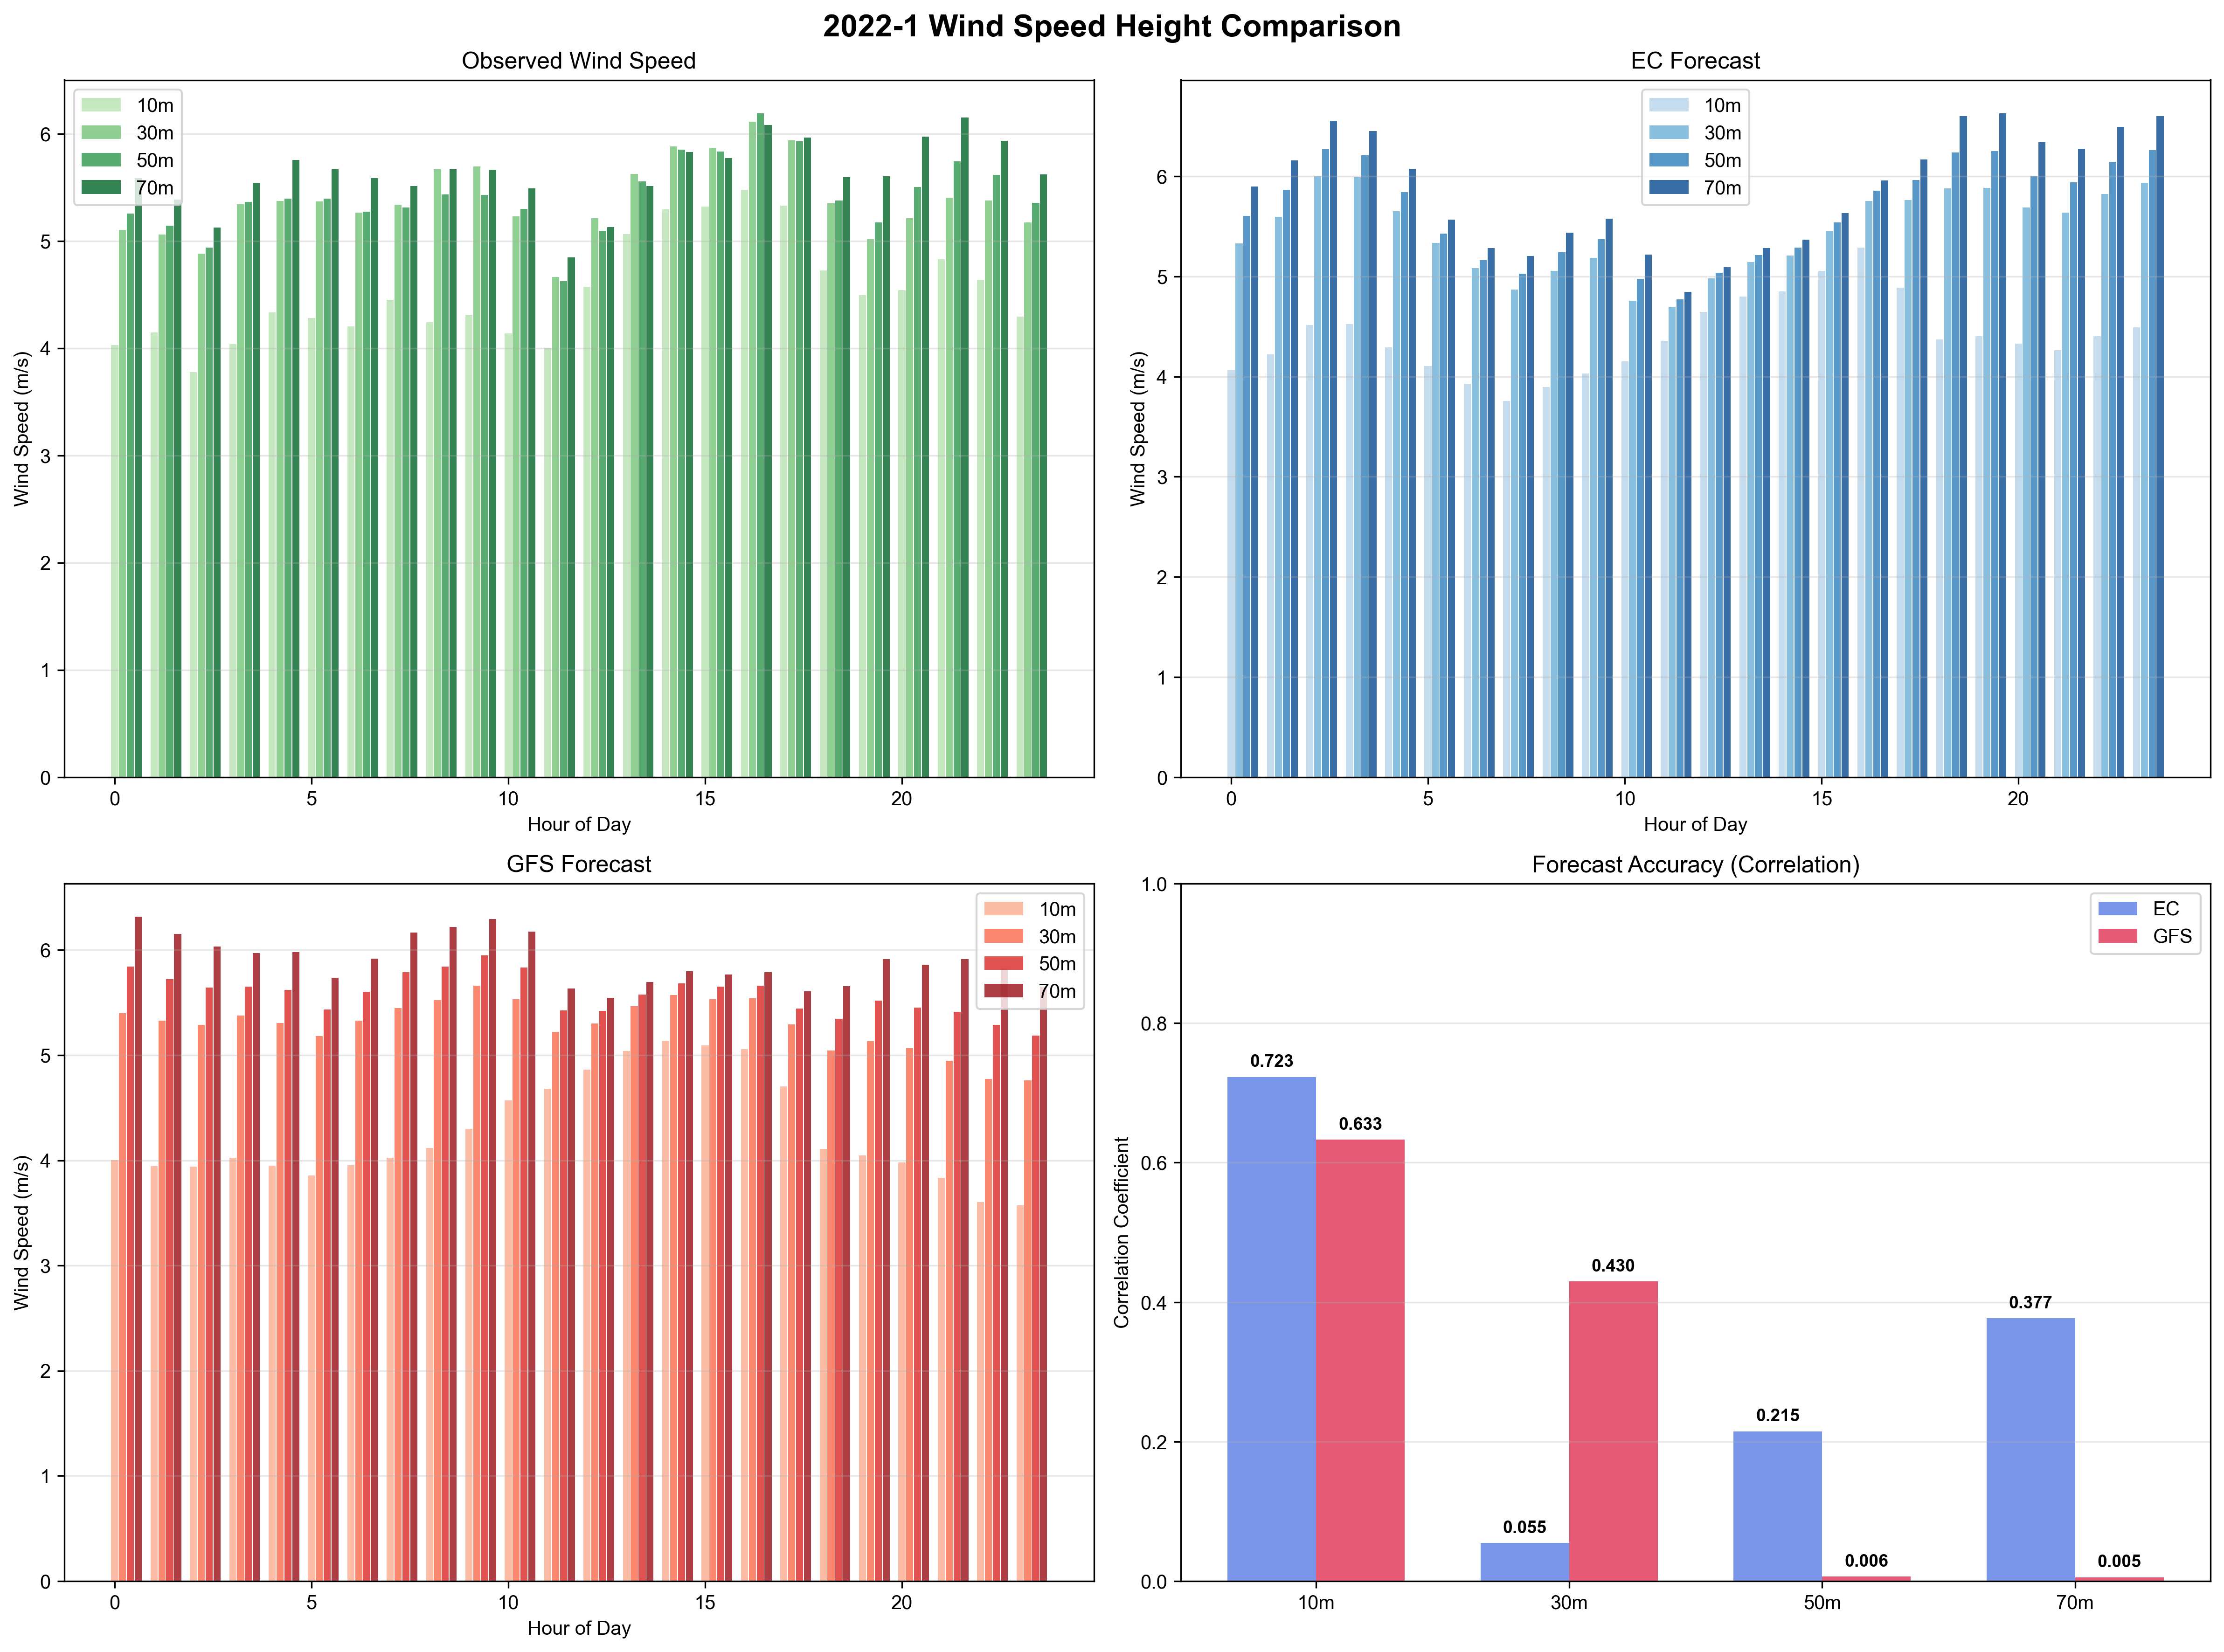 2022-1 Wind Speed Height Comparison
Observed Wind Speed
10m
30m
50m
70m
Wind Speed (m/s)
6
5
4
3
2
1
0
0 5 10 15 20
Hour of Day
EC Forecast
10m
30m
50m
70m
Wind Speed (m/s)
6
5
4
3
2
1
0
0 5 10 15 20
Hour of Day
GFS Forecast
10m
30m
50m
70m
Wind Speed (m/s)
6
5
4
3
2
1
0
0 5 10 15 20
Hour of Day
Forecast Accuracy (Correlation)
EC
GFS
Correlation Coefficient
1.0
0.8
0.6
0.4
0.2
0.0
0.723
0.633
0.430
0.377
0.215
0.055
0.006
0.005
10m 30m 50m 70m